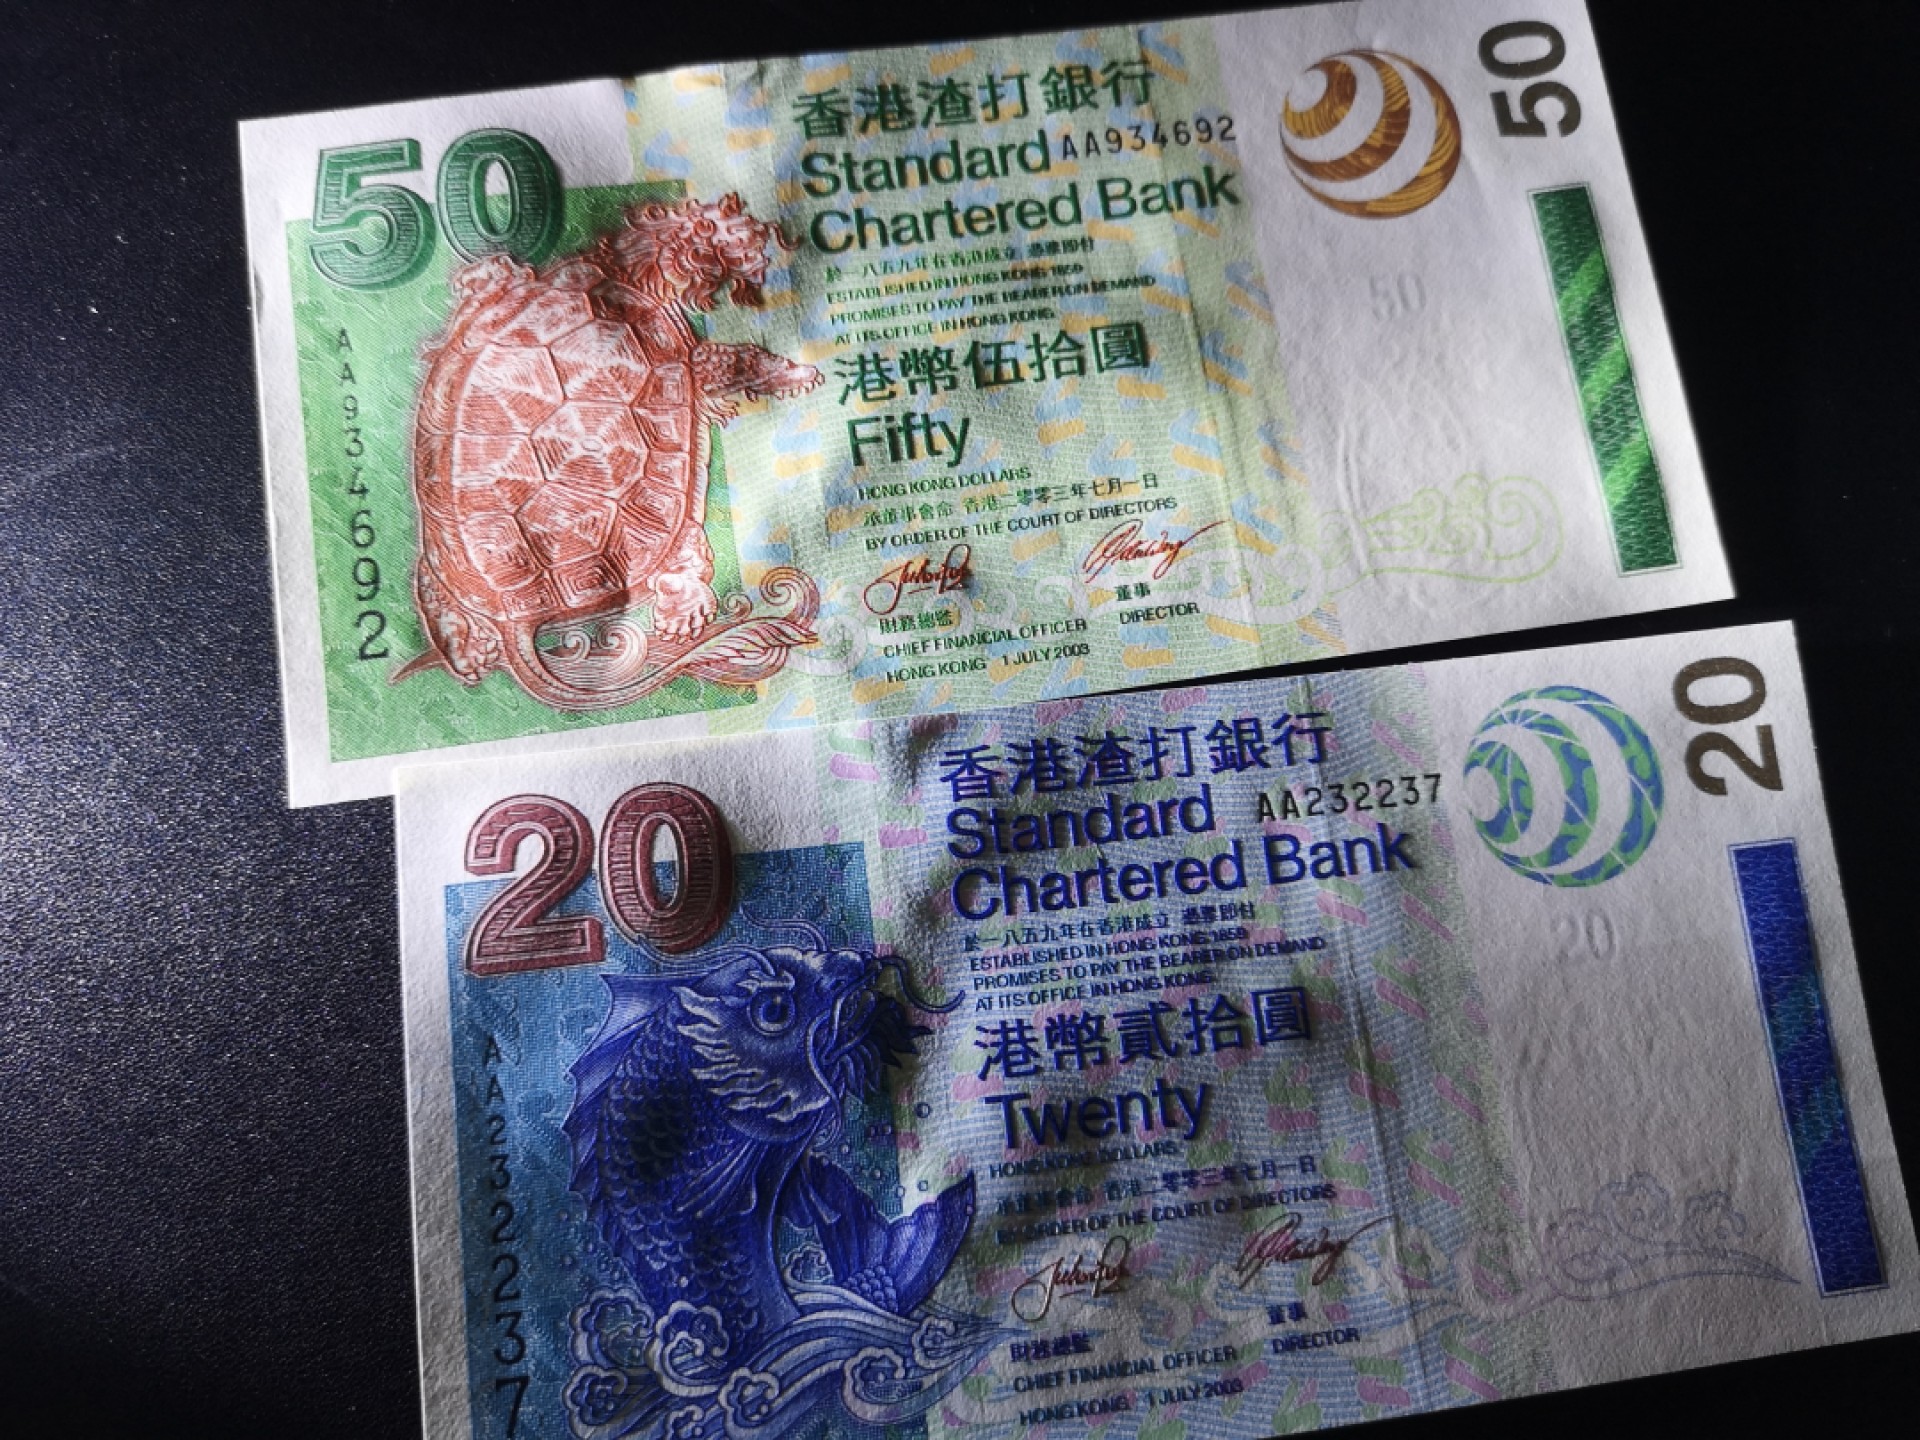 50
香港渣打銀行
Standard AA934692
Chartered Bank
於一八五九年在香港成立 憑票即付
ESTABLISHED IN HONG KONG 1859
PROMISES TO PAY THE BEARER ON DEMAND
AT ITS OFFICE IN HONG KONG
港幣伍拾圓
Fifty
HONG KONG DOLLARS
承董事會命 香港二零零三年七月一日
BY ORDER OF THE COURT OF DIRECTORS
財務總監
CHIEF FINANCIAL OFFICER
董事
DIRECTOR
HONG KONG 1 JULY 2003
AA934692
50
50
20
香港渣打銀行
Standard AA232237
Chartered Bank
於一八五九年在香港成立 憑票即付
ESTABLISHED IN HONG KONG 1859
PROMISES TO PAY THE BEARER ON DEMAND
AT ITS OFFICE IN HONG KONG
港幣貳拾圓
Twenty
HONG KONG DOLLARS
承董事會命 香港二零零三年七月一日
BY ORDER OF THE COURT OF DIRECTORS
財務總監
CHIEF FINANCIAL OFFICER
董事
DIRECTOR
HONG KONG 1 JULY 2003
AA232237
20
20